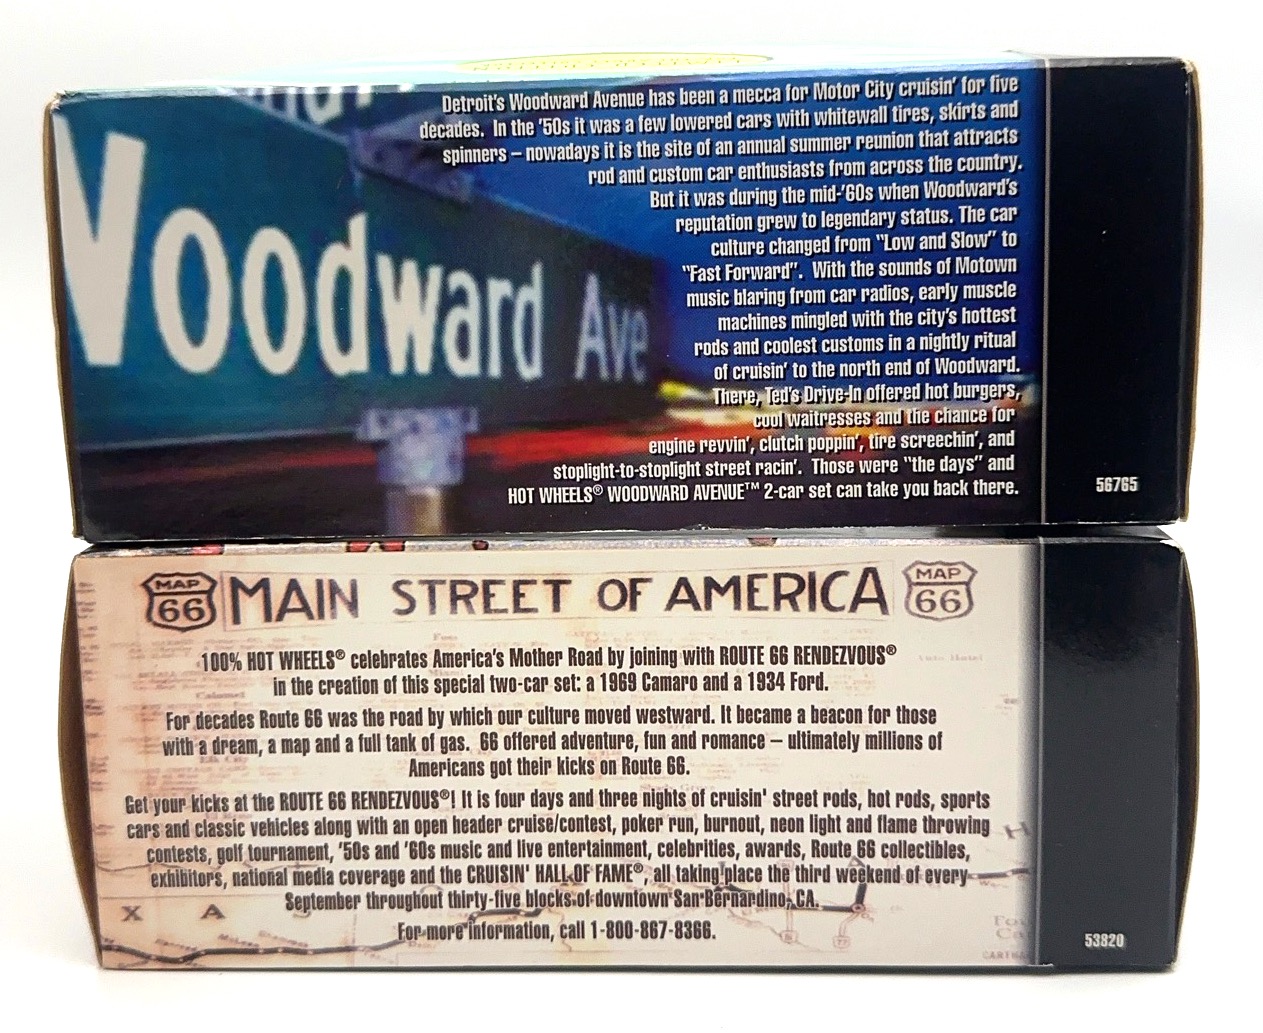 Woodward Ave
Detroit's Woodward Avenue has been a mecca for Motor City cruisin' for five
decades. In the '50s it was a few lowered cars with whitewall tires, skirts and
spinners – nowadays it is the site of an annual summer reunion that attracts
rod and custom car enthusiasts from across the country.
But it was during the mid-'60s when Woodward's
reputation grew to legendary status. The car
culture changed from "Low and Slow" to
"Fast Forward". With the sounds of Motown
music blaring from car radios, early muscle
machines mingled with the city's hottest
rods and coolest customs in a nightly ritual
of cruisin' to the north end of Woodward.
There, Ted's Drive-In offered hot burgers,
cool waitresses and the chance for
engine revvin', clutch poppin', tire screechin', and
stoplight-to-stoplight street racin'. Those were "the days" and
HOT WHEELS® WOODWARD AVENUE™ 2-car set can take you back there.
56765
MAP 66 MAIN STREET OF AMERICA MAP 66
100% HOT WHEELS® celebrates America's Mother Road by joining with ROUTE 66 RENDEZVOUS®
in the creation of this special two-car set: a 1969 Camaro and a 1934 Ford.
For decades Route 66 was the road by which our culture moved westward. It became a beacon for those
with a dream, a map and a full tank of gas. 66 offered adventure, fun and romance – ultimately millions of
Americans got their kicks on Route 66.
Get your kicks at the ROUTE 66 RENDEZVOUS®! It is four days and three nights of cruisin' street rods, hot rods, sports
cars and classic vehicles along with an open header cruise/contest, poker run, burnout, neon light and flame throwing
contests, golf tournament, '50s and '60s music and live entertainment, celebrities, awards, Route 66 collectibles,
exhibitors, national media coverage and the CRUISIN' HALL OF FAME®, all taking place the third weekend of every
September throughout thirty-five blocks of downtown San Bernardino, CA.
X A
For more information, call 1-800-867-8366.
53820